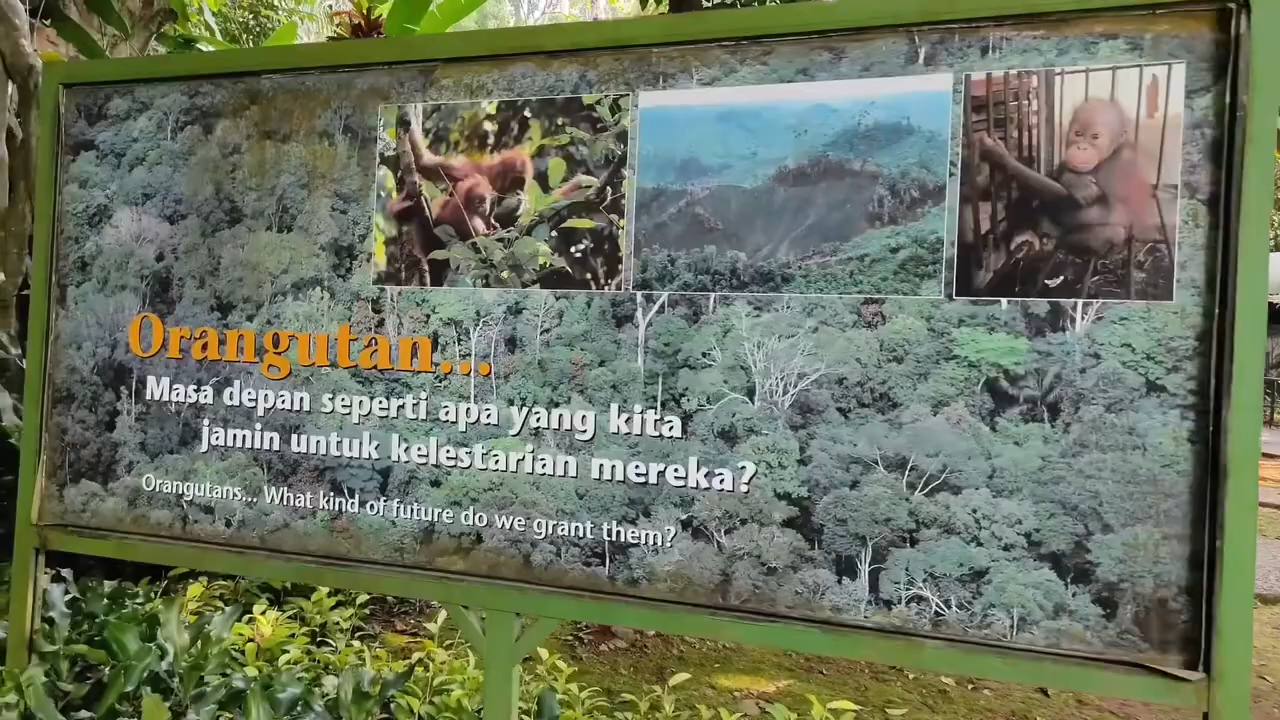 Orangutan...
Masa depan seperti apa yang kita
jamin untuk kelestarian mereka?
Orangutans... What kind of future do we grant them?